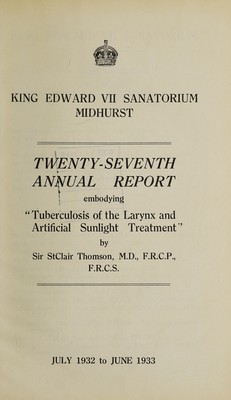 KING EDWARD VII SANATORIUM
MIDHURST
TWENTY-SEVENTH
ANNUAL REPORT
embodying
"Tuberculosis of the Larynx and
Artificial Sunlight Treatment"
by
Sir StClair Thomson, M.D., F.R.C.P.,
F.R.C.S.
JULY 1932 to JUNE 1933